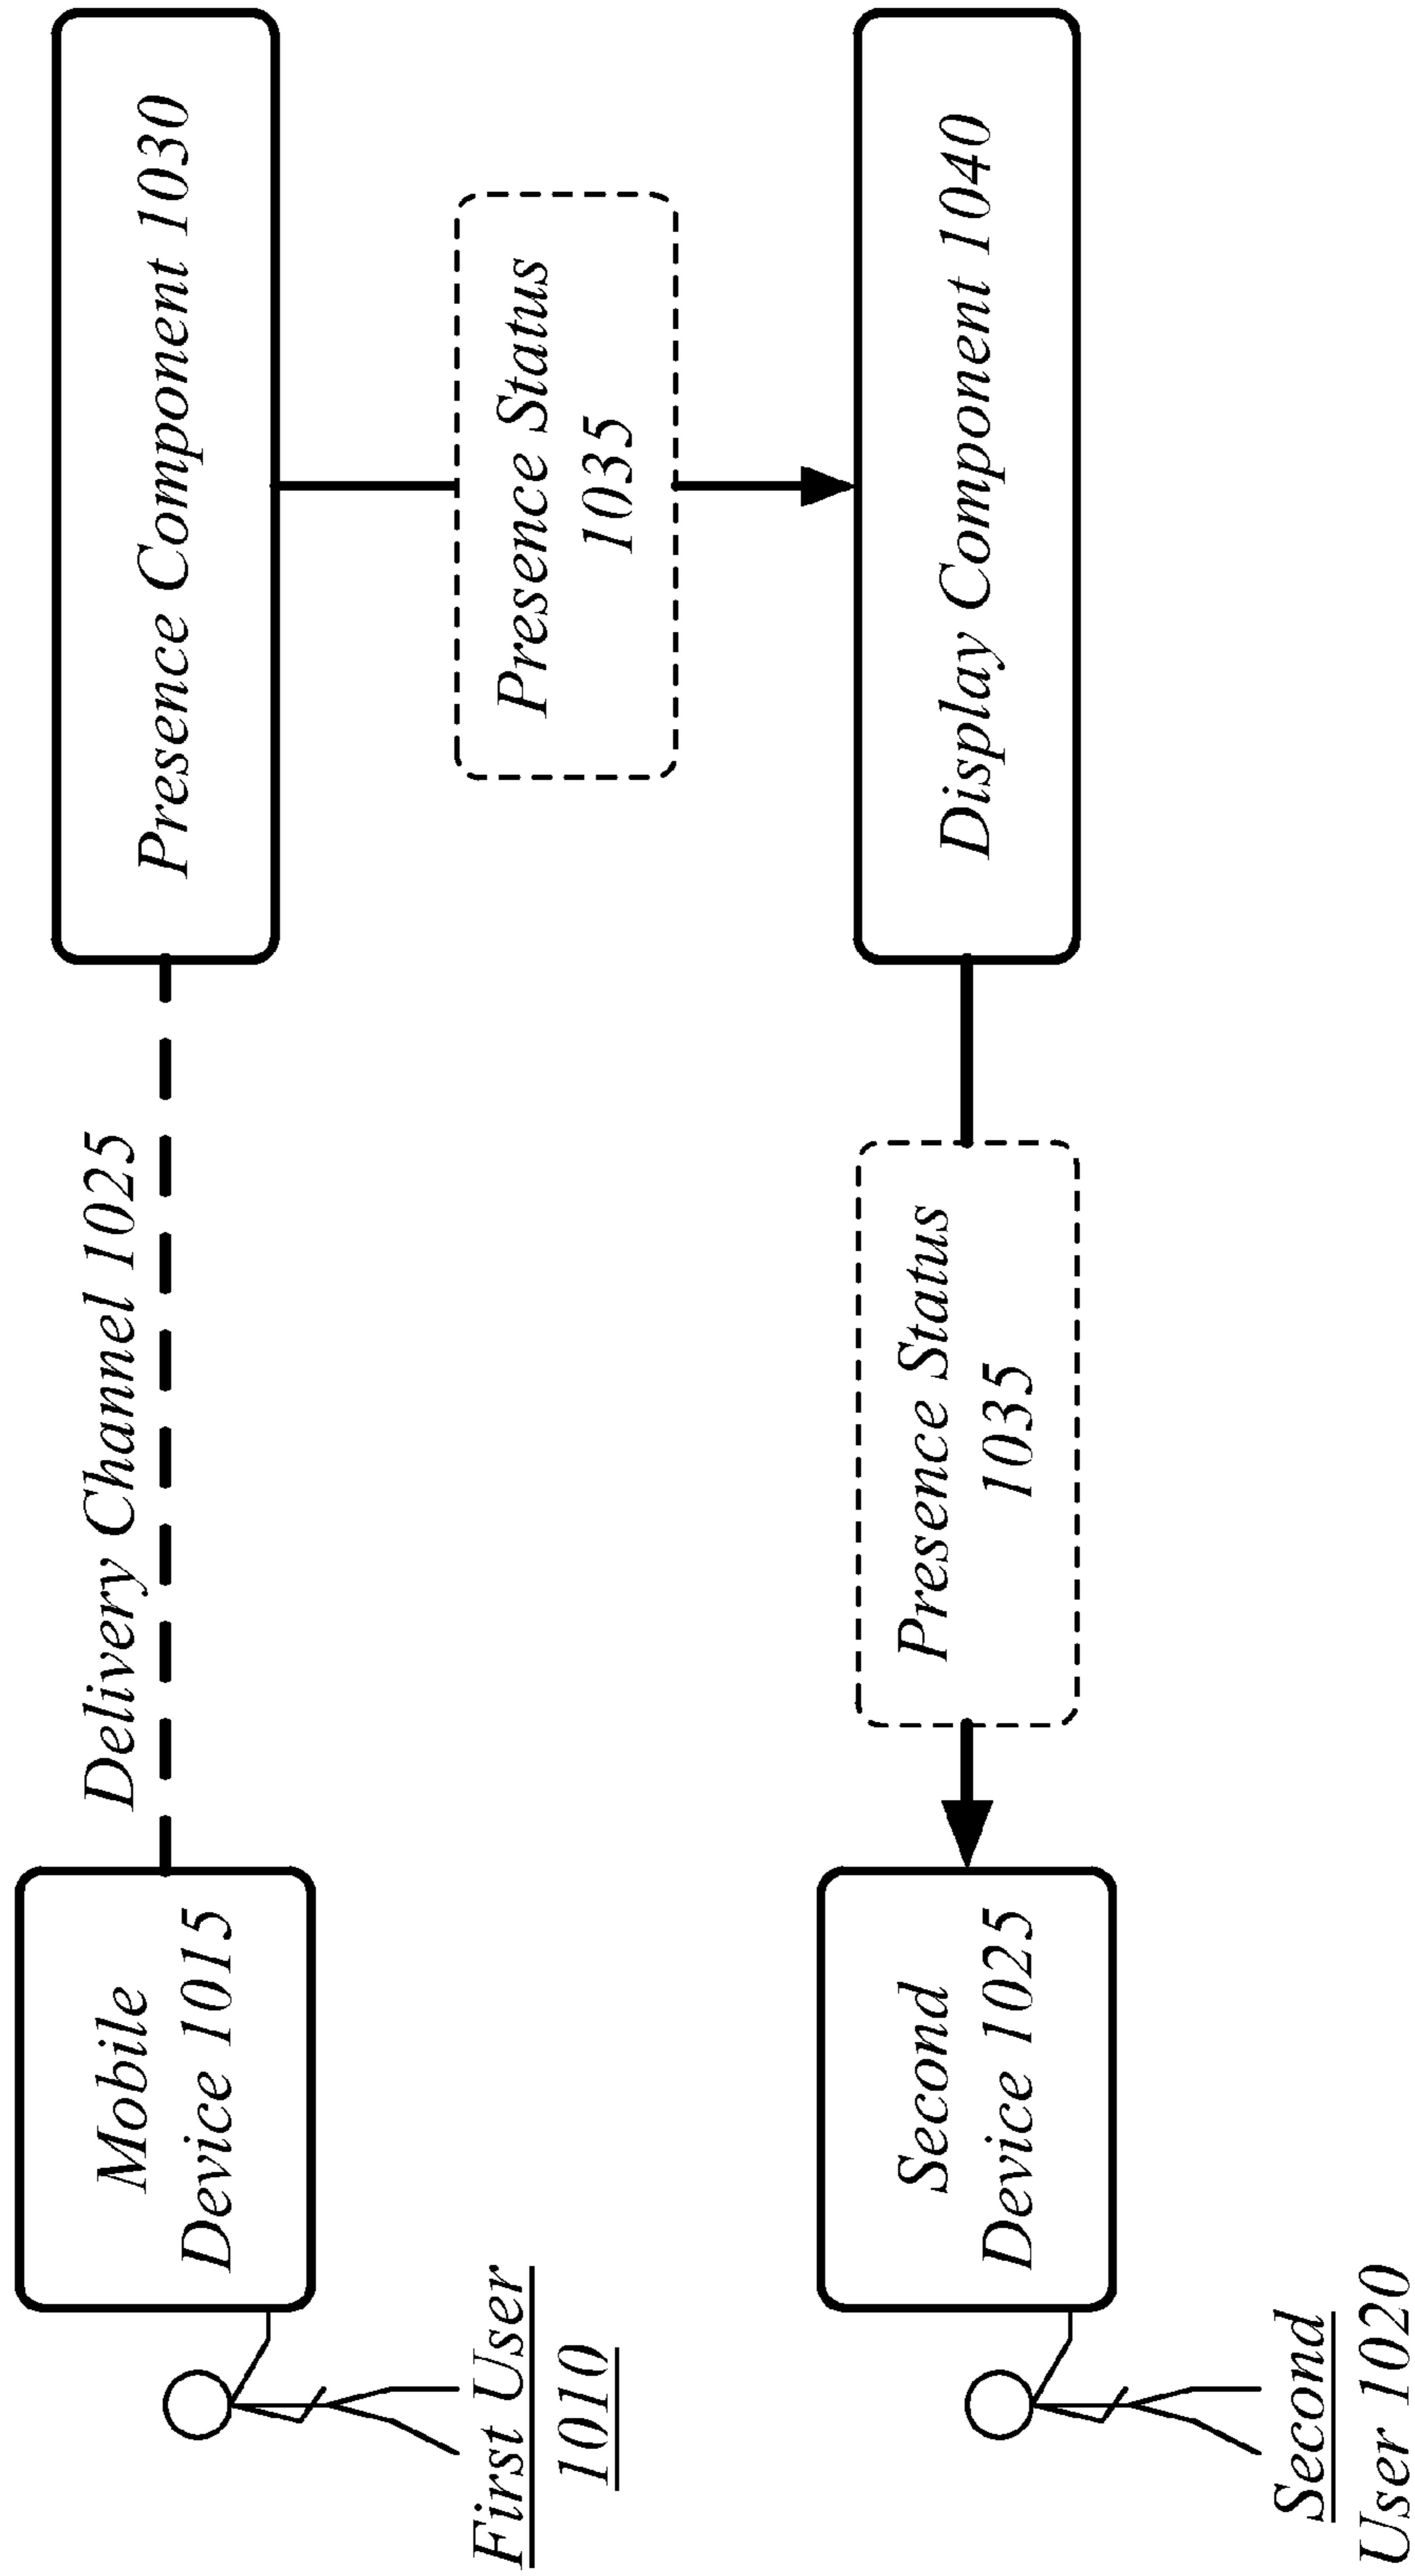 Delivery Channel 1025
Mobile
Device 1015
Presence Component 1030
First User
1010
Presence Status
1035
Second
Device 1025
Presence Status
1035
Display Component 1040
Second
User 1020